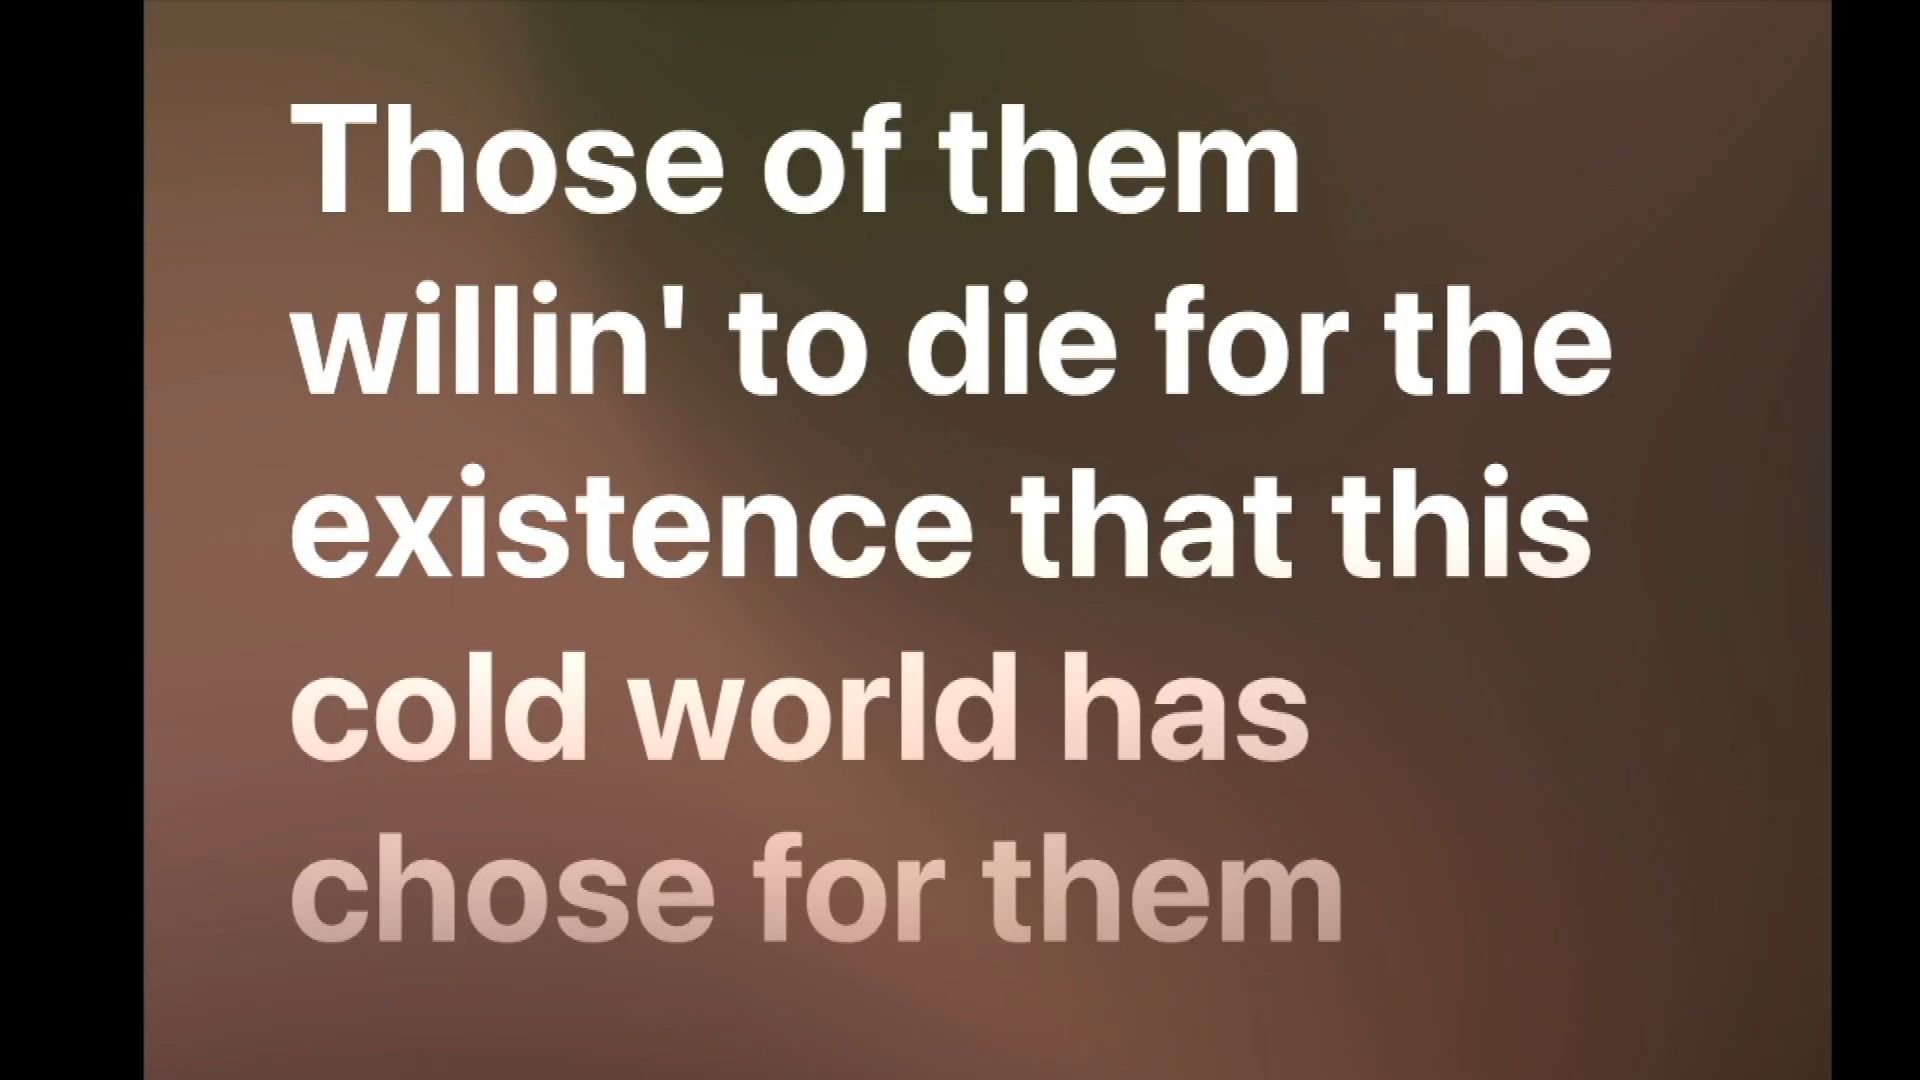 Those of them
willin' to die for the
existence that this
cold world has
chose for them